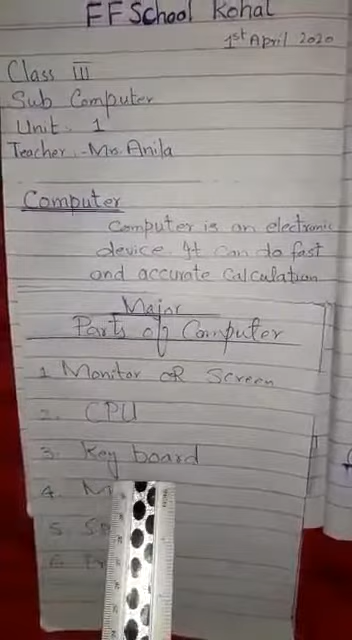 FF School Kohat
1st April 2020
Class III
Sub Computer
Unit. 1
Teacher - Ms. Anila
Computer
Computer is an electronic
device. It can do fast
and accurate calculation
Major
Parts of Computer
1. Monitor OR Screen
2. CPU
3. Key board
4.
5.
6.